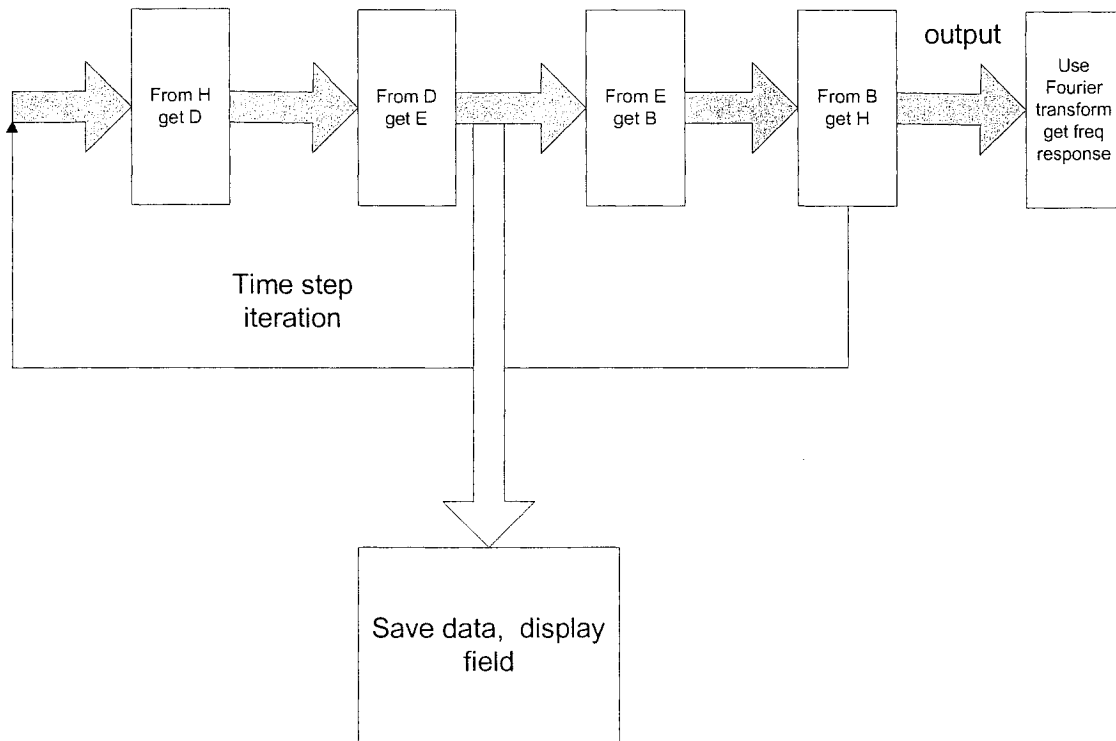 From H
get D
From D
get E
From E
get B
From B
get H
output
Use
Fourier
transform
get freq
response
Time step
iteration
Save data, display
field